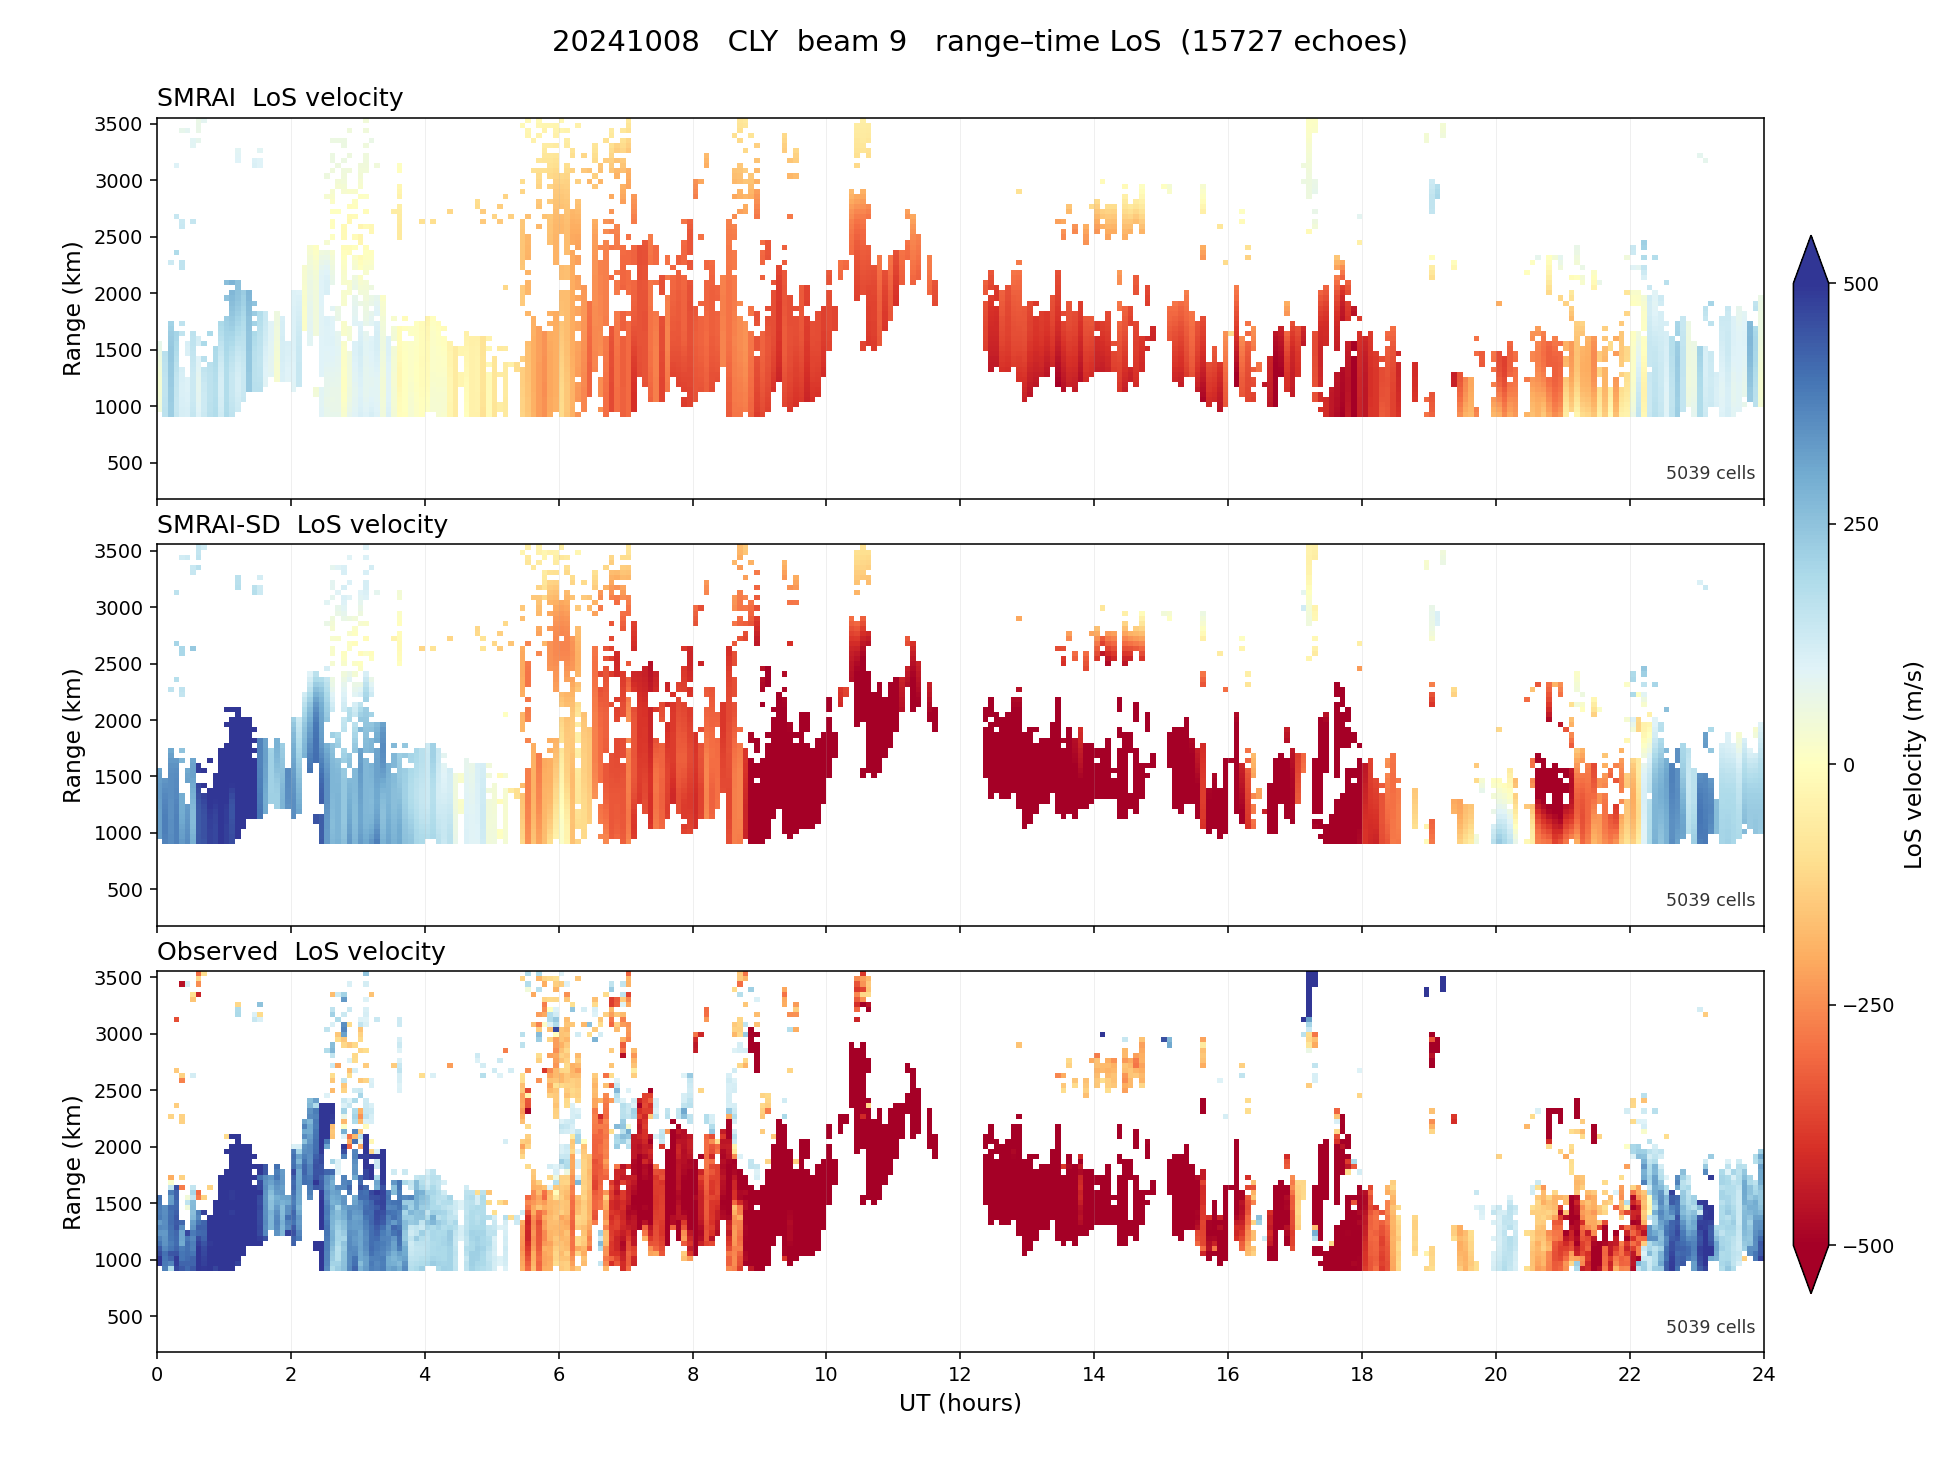 20241008   CLY  beam 9   range–time LoS  (15727 echoes)
SMRAI  LoS velocity
3500
3000
2500
2000
1500
1000
500
Range (km)
5039 cells
SMRAI-SD  LoS velocity
3500
3000
2500
2000
1500
1000
500
Range (km)
5039 cells
Observed  LoS velocity
3500
3000
2500
2000
1500
1000
500
Range (km)
5039 cells
0 2 4 6 8 10 12 14 16 18 20 22 24
UT (hours)
500
250
0
−250
−500
LoS velocity (m/s)